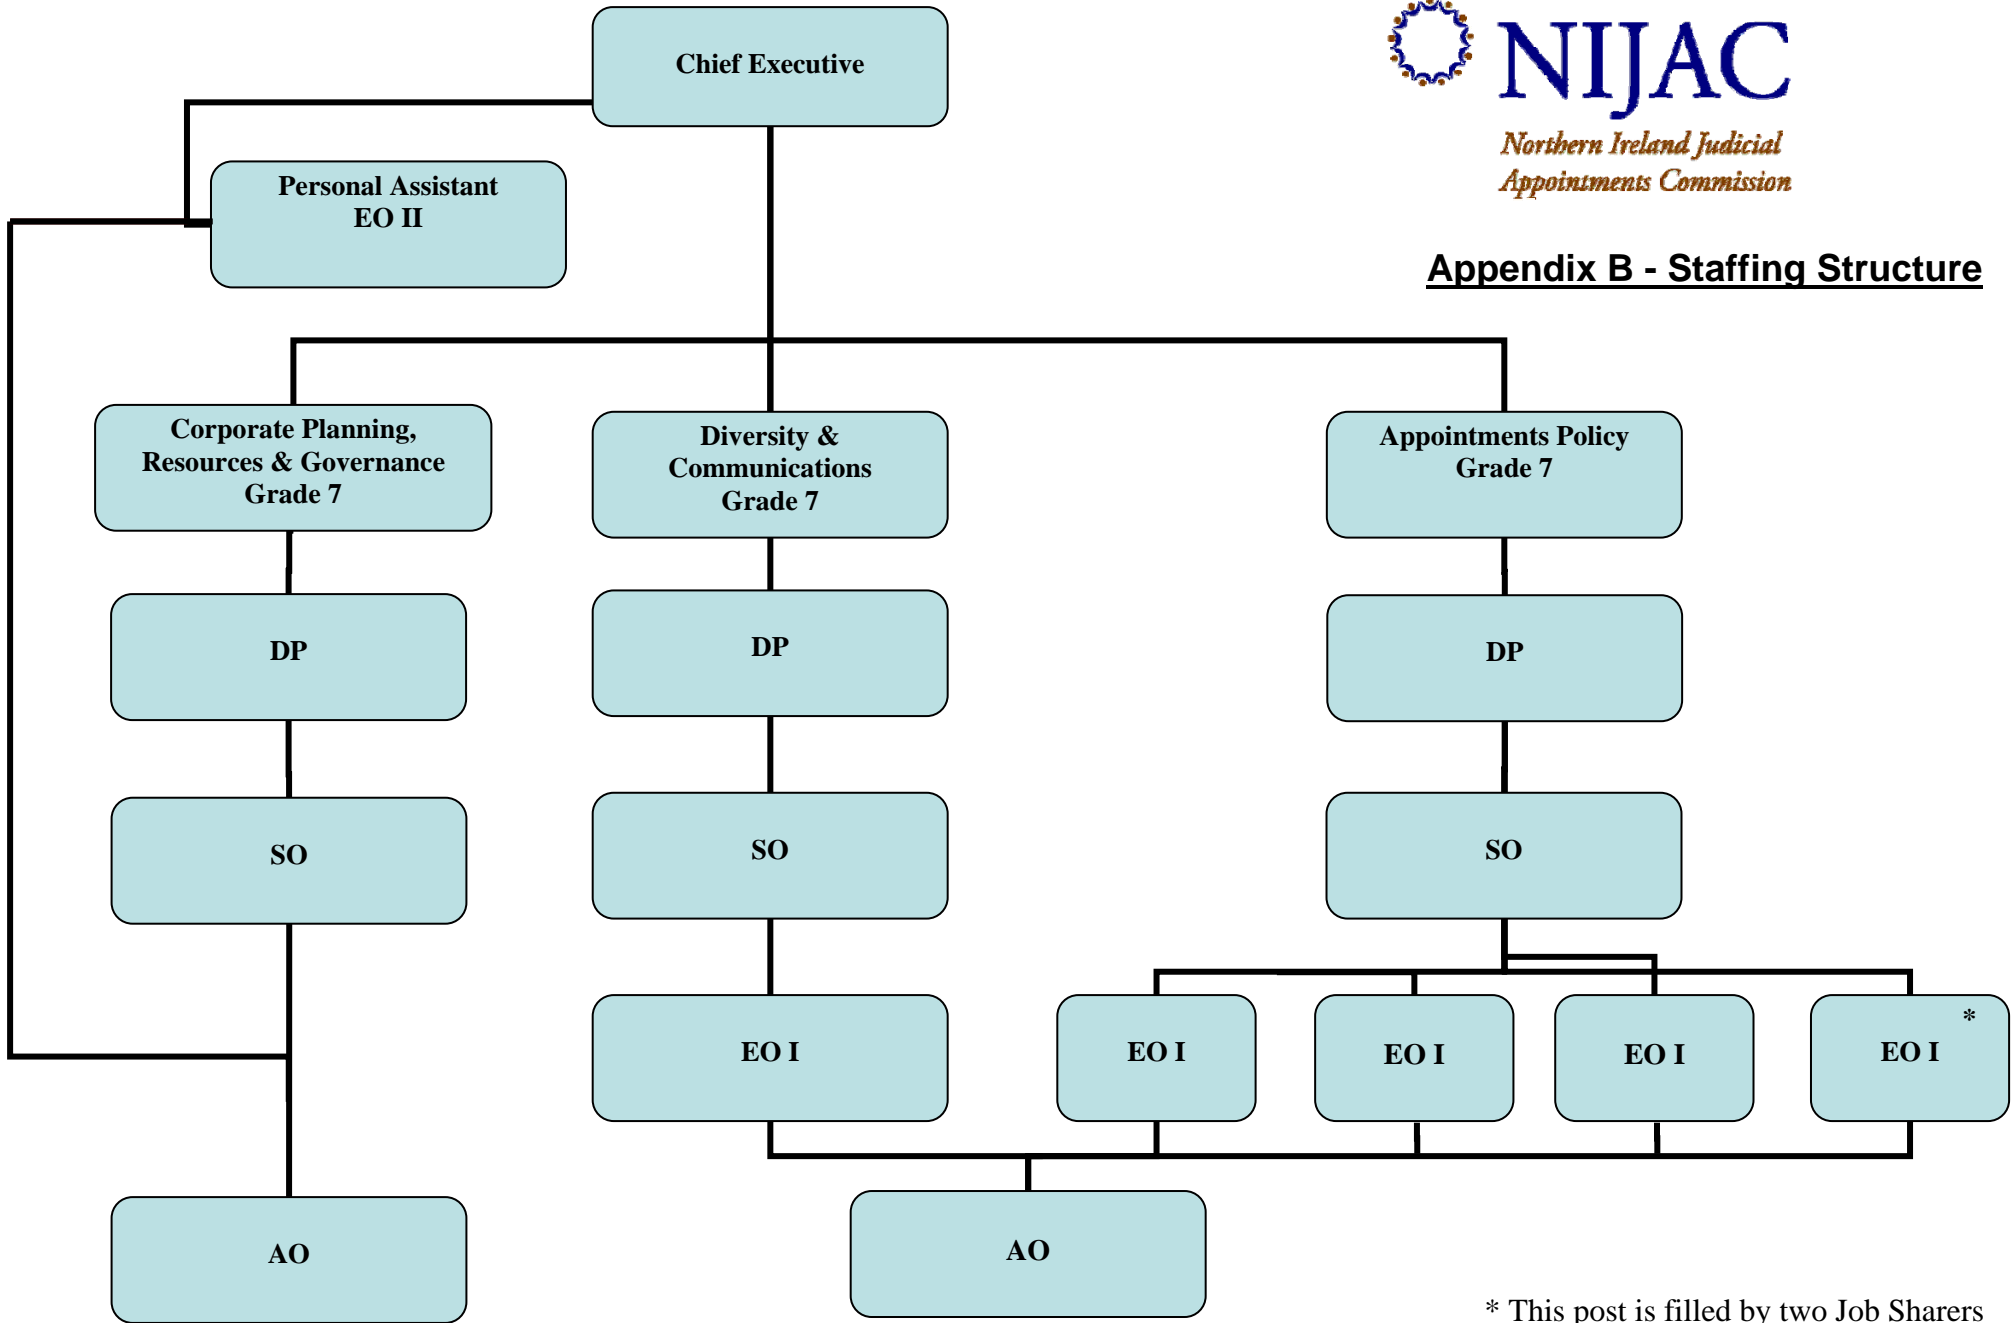 Chief Executive
NIJAC
Northern Ireland Judicial
Appointments Commission
Personal Assistant
EO II
Appendix B - Staffing Structure
Corporate Planning,
Resources & Governance
Grade 7
Diversity &
Communications
Grade 7
Appointments Policy
Grade 7
DP
DP
DP
SO
SO
SO
EO I
EO I
EO I
EO I
*
EO I
AO
AO
* This post is filled by two Job Sharers